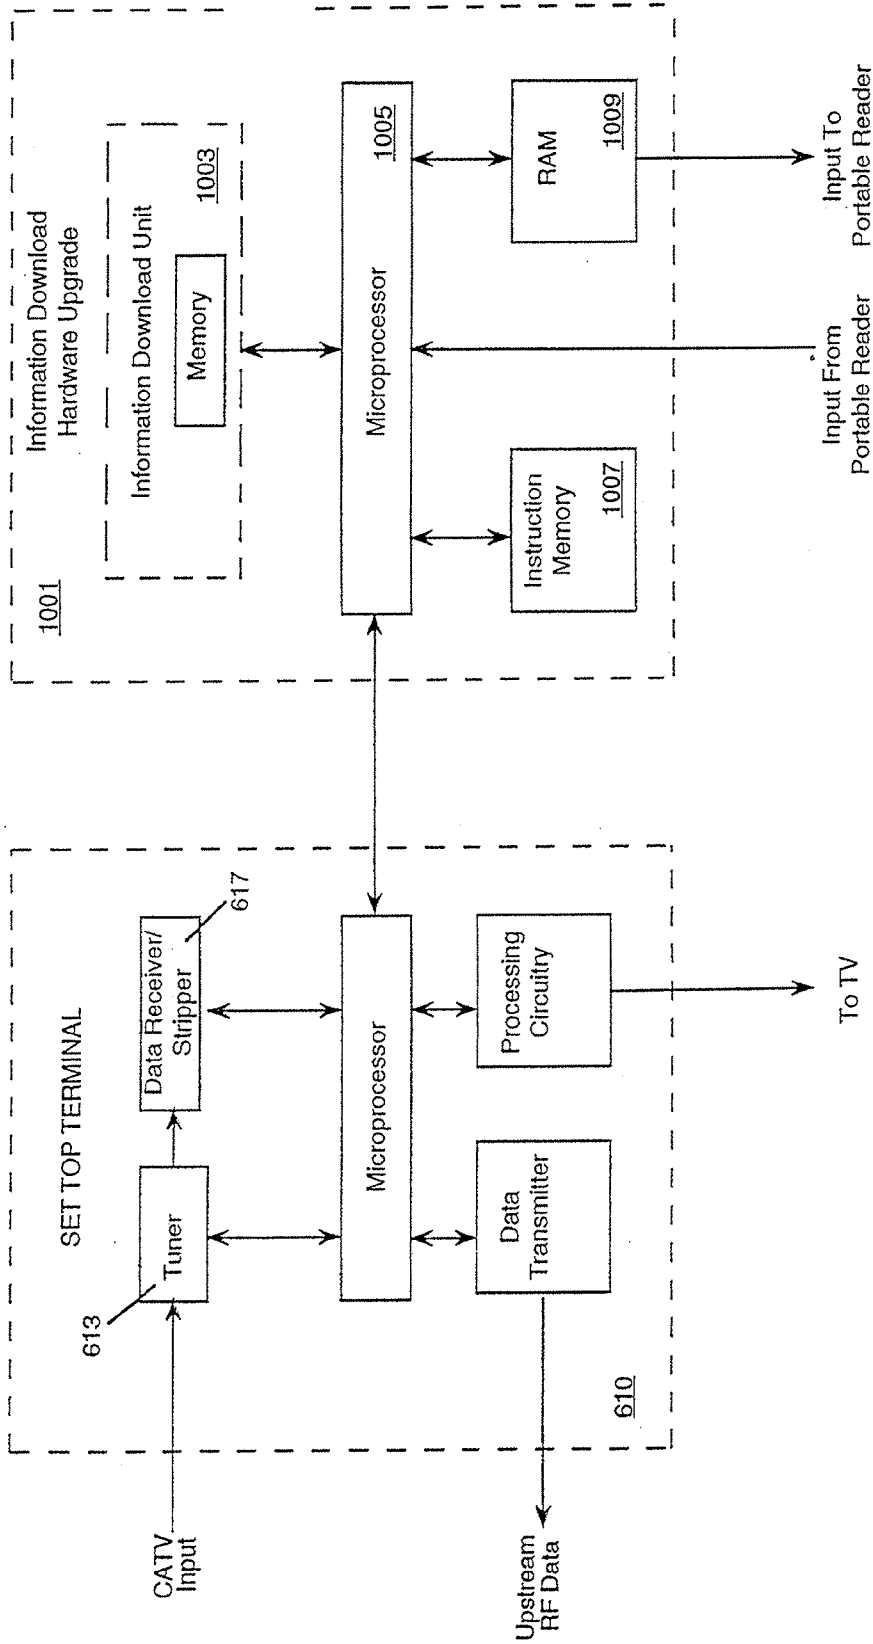 SET TOP TERMINAL
613
Tuner
Data Receiver/
Stripper
617
CATV
Input
Microprocessor
Data
Transmitter
Processing
Circuitry
610
Upstream
RF Data
To TV
1001
Information Download
Hardware Upgrade
Information Download Unit
1003
Memory
Microprocessor
1005
Instruction
Memory
1007
RAM
1009
Input From
Portable Reader
Input To
Portable Reader